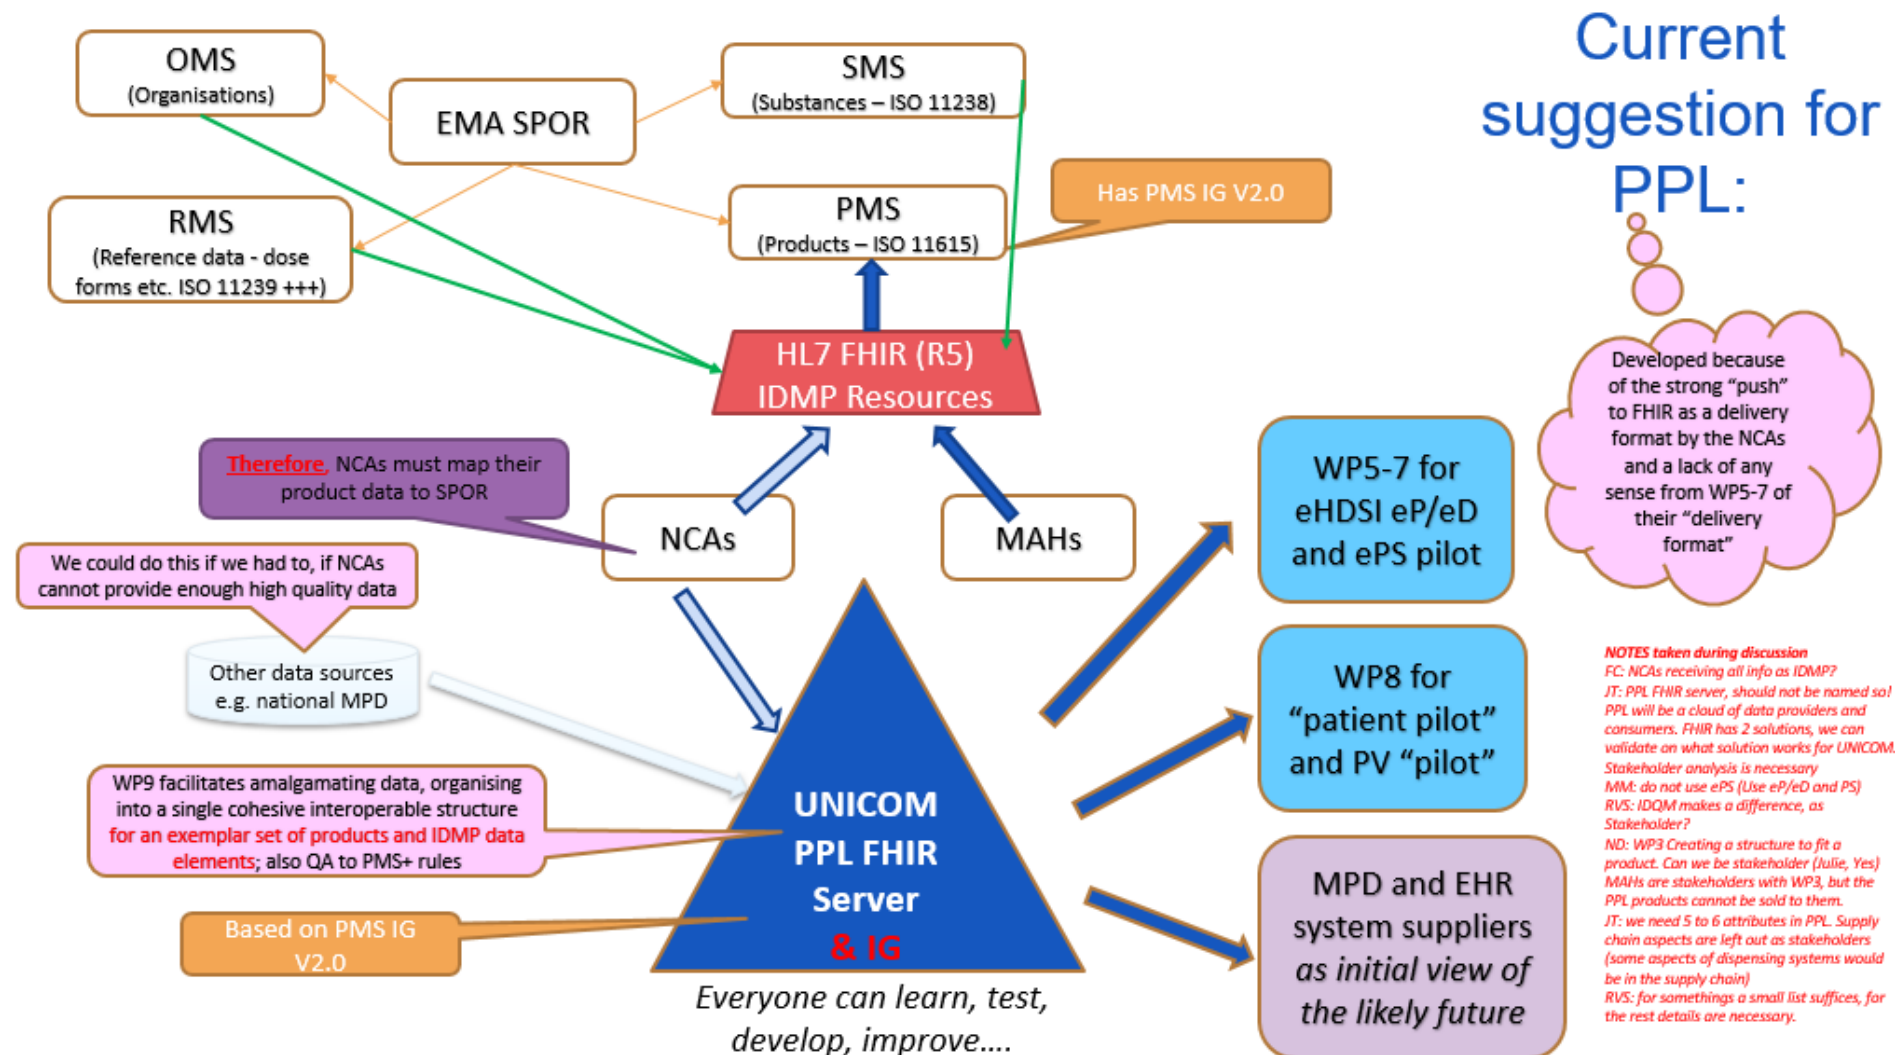 Current
suggestion for
PPL:
OMS
(Organisations)
EMA SPOR
SMS
(Substances – ISO 11238)
RMS
(Reference data - dose
forms etc. ISO 11239 +++)
PMS
(Products – ISO 11615)
Has PMS IG V2.0
HL7 FHIR (R5)
IDMP Resources
Developed because
of the strong “push”
to FHIR as a delivery
format by the NCAs
and a lack of any
sense from WP5-7 of
their “delivery
format”
Therefore, NCAs must map their
product data to SPOR
NCAs
MAHs
WP5-7 for
eHDSI eP/eD
and ePS pilot
We could do this if we had to, if NCAs
cannot provide enough high quality data
Other data sources
e.g. national MPD
WP8 for
“patient pilot”
and PV “pilot”
WP9 facilitates amalgamating data, organising
into a single cohesive interoperable structure
for an exemplar set of products and IDMP data
elements; also QA to PMS+ rules
UNICOM
PPL FHIR
Server
& IG
Based on PMS IG
V2.0
MPD and EHR
system suppliers
as initial view of
the likely future
Everyone can learn, test,
develop, improve....
NOTES taken during discussion
FC: NCAs receiving all info as IDMP?
JT: PPL FHIR server, should not be named so!
PPL will be a cloud of data providers and
consumers. FHIR has 2 solutions, we can
validate on what solution works for UNICOM.
Stakeholder analysis is necessary
MM: do not use ePS (Use eP/eD and PS)
RVS: IDQM makes a difference, as
Stakeholder?
ND: WP3 Creating a structure to fit a
product. Can we be stakeholder (Julie, Yes)
MAHs are stakeholders with WP3, but the
PPL products cannot be sold to them.
JT: we need 5 to 6 attributes in PPL. Supply
chain aspects are left out as stakeholders
(some aspects of dispensing systems would
be in the supply chain)
RVS: for somethings a small list suffices, for
the rest details are necessary.